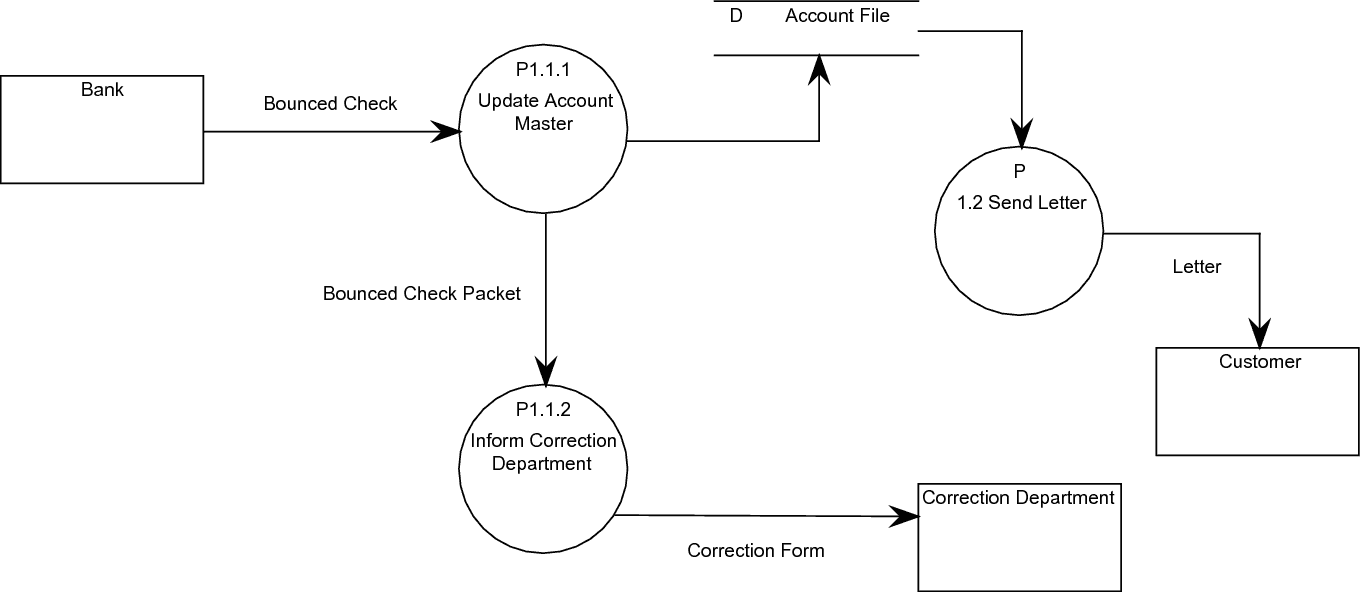 D Account File
P1.1.1
Update Account
Master
Bank
Bounced Check
P
1.2 Send Letter
Letter
Bounced Check Packet
Customer
P1.1.2
Inform Correction
Department
Correction Department
Correction Form